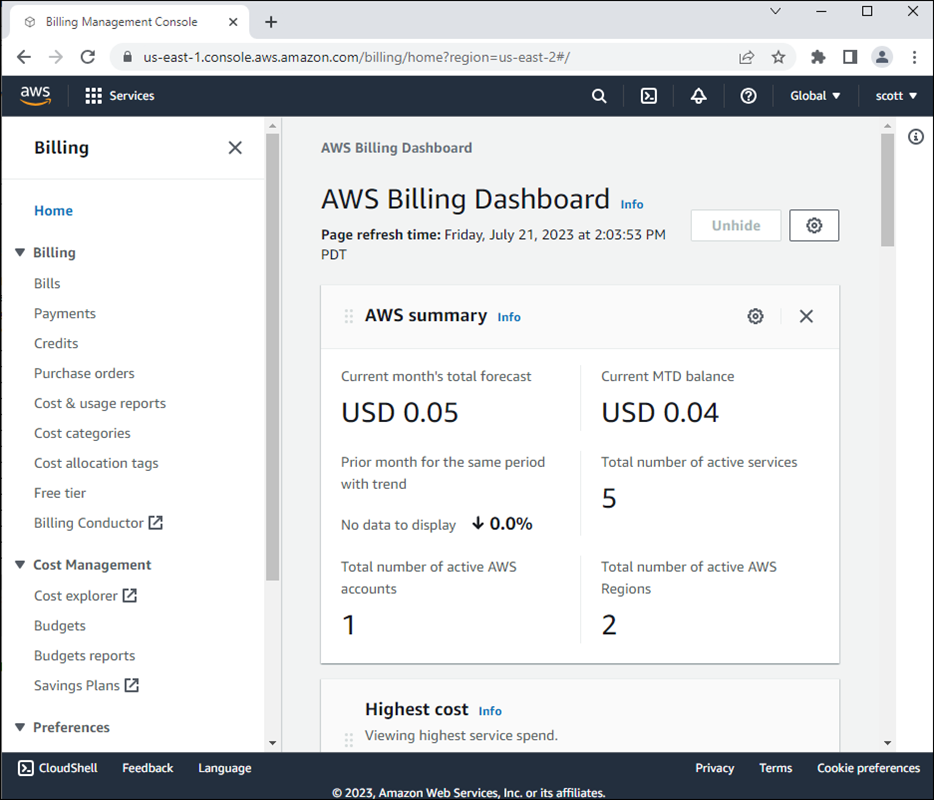 Billing Management Console
us-east-1.console.aws.amazon.com/billing/home?region=us-east-2#/
aws
Services
Global
scott
Billing
Home
Billing
Bills
Payments
Credits
Purchase orders
Cost & usage reports
Cost categories
Cost allocation tags
Free tier
Billing Conductor
Cost Management
Cost explorer
Budgets
Budgets reports
Savings Plans
Preferences
AWS Billing Dashboard
AWS Billing Dashboard Info
Page refresh time: Friday, July 21, 2023 at 2:03:53 PM
PDT
Unhide
AWS summary Info
Current month's total forecast
USD 0.05
Current MTD balance
USD 0.04
Prior month for the same period
with trend
No data to display 0.0%
Total number of active services
5
Total number of active AWS
accounts
1
Total number of active AWS
Regions
2
Highest cost Info
Viewing highest service spend.
CloudShell Feedback Language
Privacy Terms Cookie preferences
© 2023, Amazon Web Services, Inc. or its affiliates.